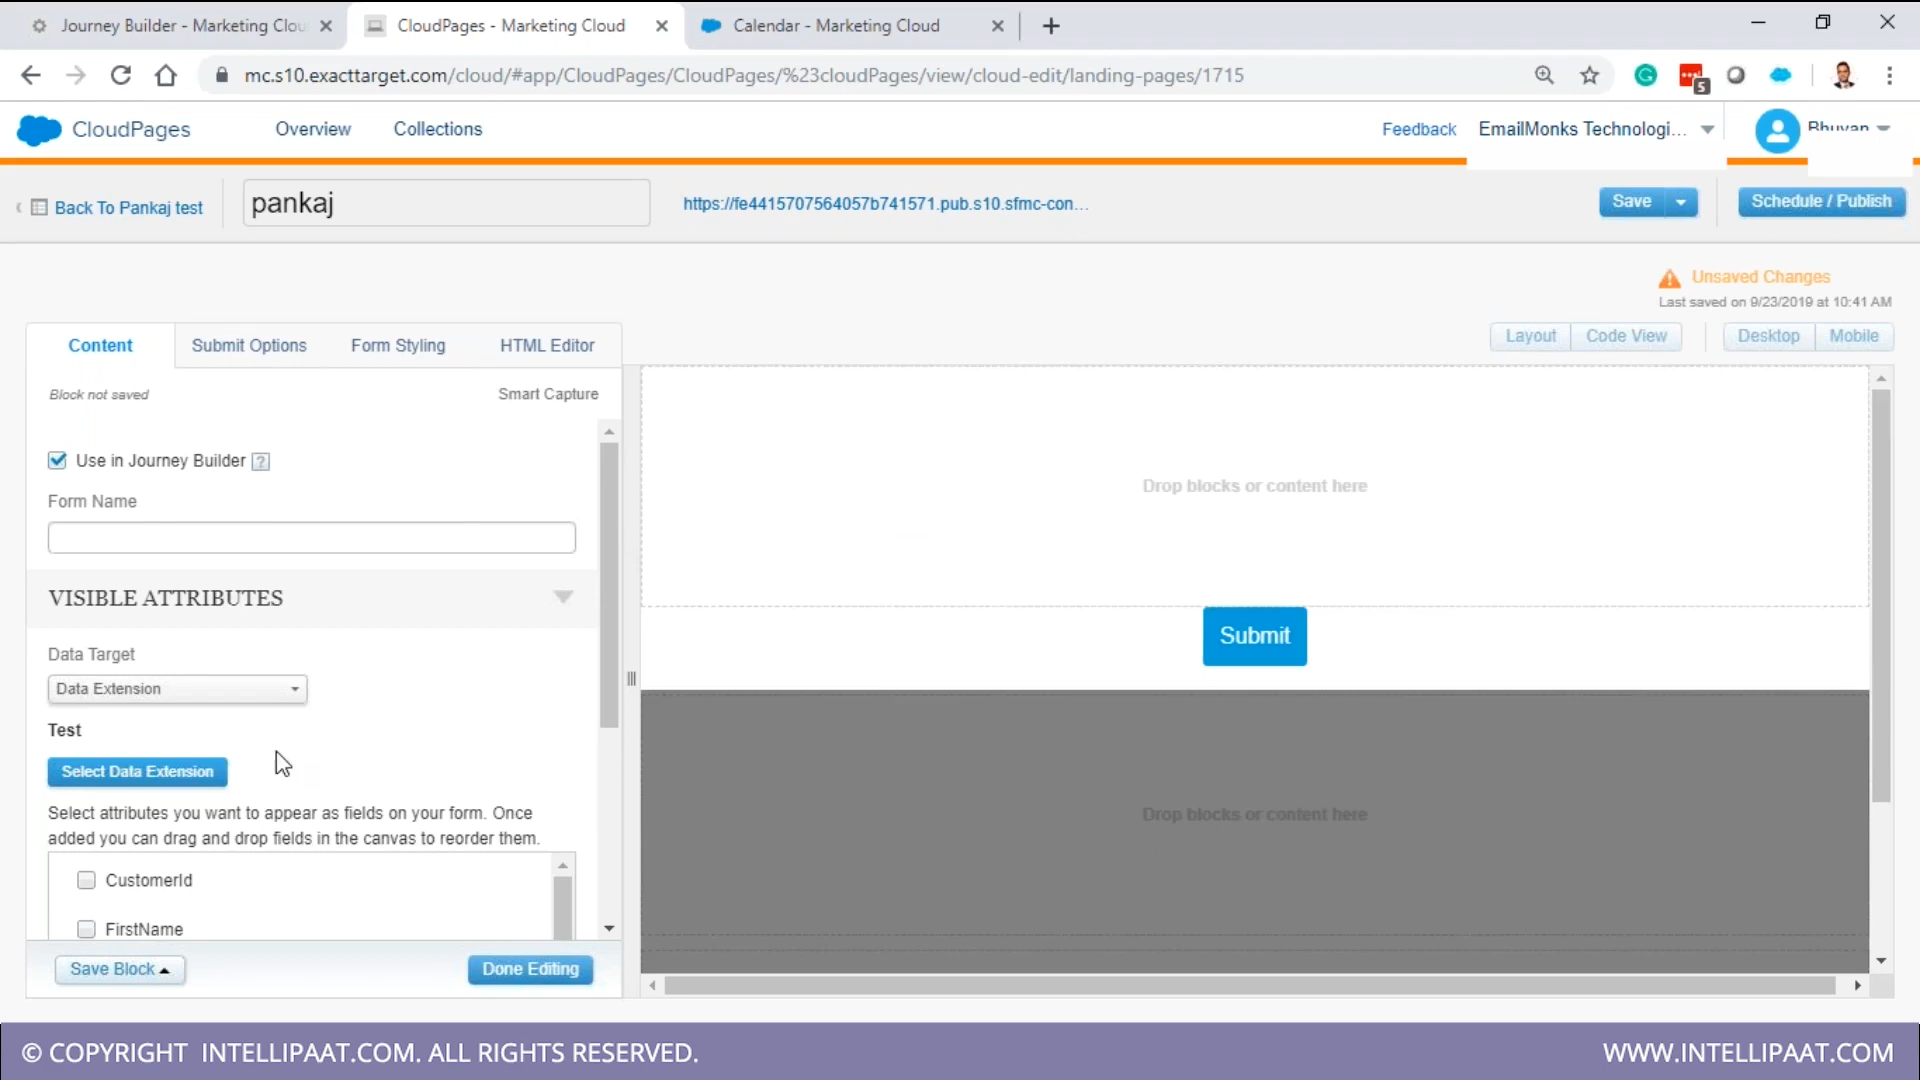 Journey Builder - Marketing Clou
CloudPages - Marketing Cloud
Calendar - Marketing Cloud
mc.s10.exacttarget.com/cloud/#app/CloudPages/CloudPages/%23cloudPages/view/cloud-edit/landing-pages/1715
5
CloudPages
Overview
Collections
Feedback
EmailMonks Technologi...
Bhuvan
Back To Pankaj test
pankaj
https://fe4415707564057b741571.pub.s10.sfmc-con...
Save
Schedule / Publish
Unsaved Changes
Last saved on 9/23/2019 at 10:41 AM
Content
Submit Options
Form Styling
HTML Editor
Layout
Code View
Desktop
Mobile
Block not saved
Smart Capture
Use in Journey Builder ?
Form Name
VISIBLE ATTRIBUTES
Data Target
Data Extension
Test
Select Data Extension
Select attributes you want to appear as fields on your form. Once
added you can drag and drop fields in the canvas to reorder them.
CustomerId
FirstName
Save Block
Done Editing
Drop blocks or content here
Submit
Drop blocks or content here
© COPYRIGHT INTELLIPAAT.COM. ALL RIGHTS RESERVED.
WWW.INTELLIPAAT.COM